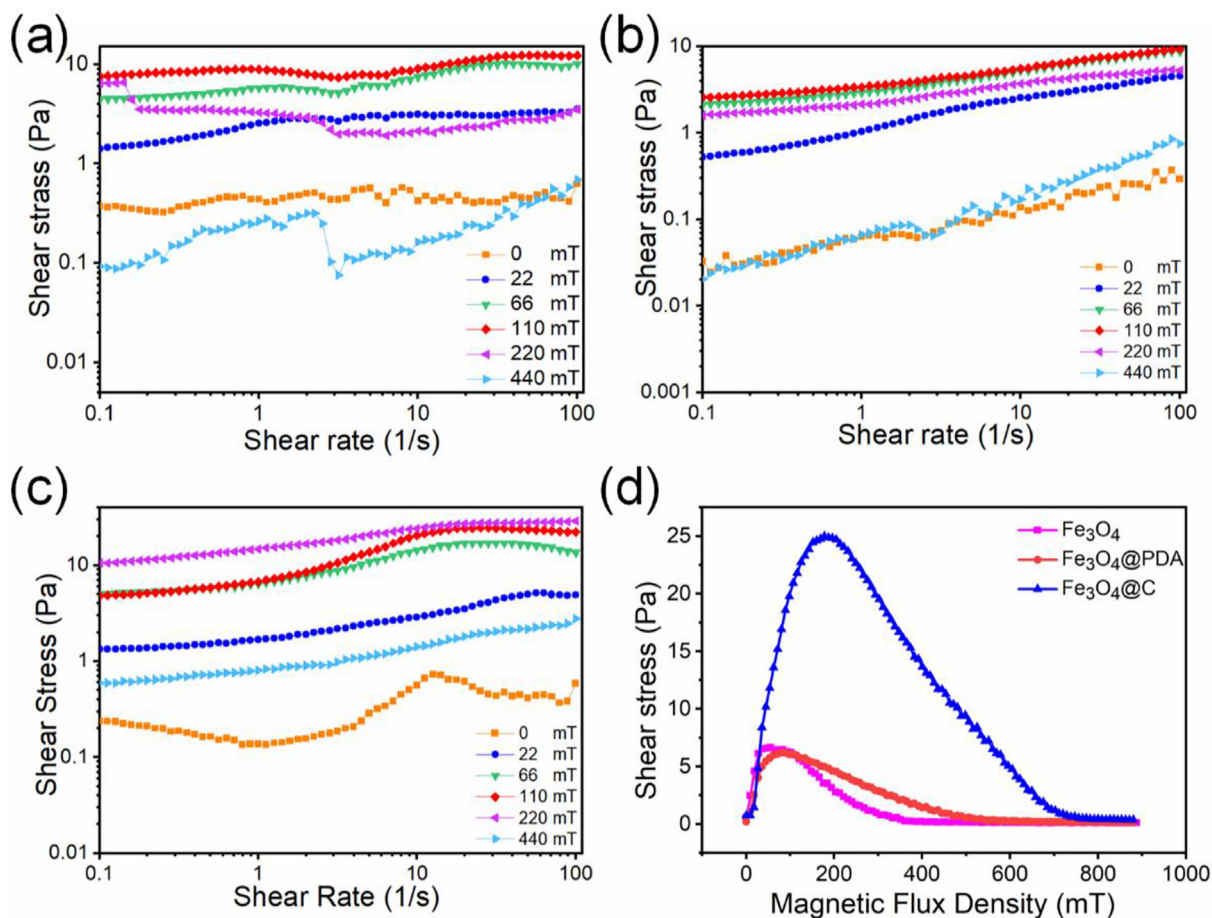 (a)
10
1
0.1
0.01
Shear strass (Pa)
0 mT
22 mT
66 mT
110 mT
220 mT
440 mT
0.1 1 10 100
Shear rate (1/s)
(b)
10
1
0.1
0.01
0.001
Shear strass (Pa)
0 mT
22 mT
66 mT
110 mT
220 mT
440 mT
0.1 1 10 100
Shear rate (1/s)
(c)
10
1
0.1
0.01
Shear Stress (Pa)
0 mT
22 mT
66 mT
110 mT
220 mT
440 mT
0.1 1 10 100
Shear Rate (1/s)
(d)
25
20
15
10
5
0
Shear stress (Pa)
Fe₃O₄
Fe₃O₄@PDA
Fe₃O₄@C
0 200 400 600 800 1000
Magnetic Flux Density (mT)